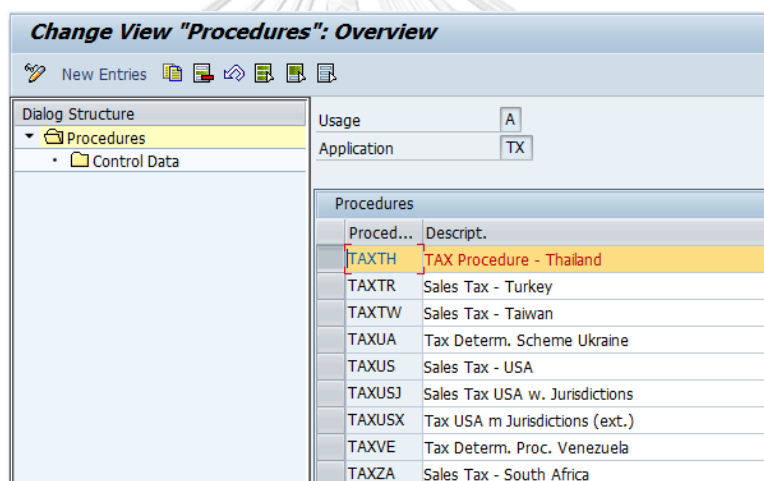 Change View "Procedures": Overview
New Entries
Dialog Structure
Procedures
Control Data
Usage A
Application TX
Procedures
Proced... Descript.
TAXTH TAX Procedure - Thailand
TAXTR Sales Tax - Turkey
TAXTW Sales Tax - Taiwan
TAXUA Tax Determ. Scheme Ukraine
TAXUS Sales Tax - USA
TAXUSJ Sales Tax USA w. Jurisdictions
TAXUSX Tax USA m Jurisdictions (ext.)
TAXVE Tax Determ. Proc. Venezuela
TAXZA Sales Tax - South Africa